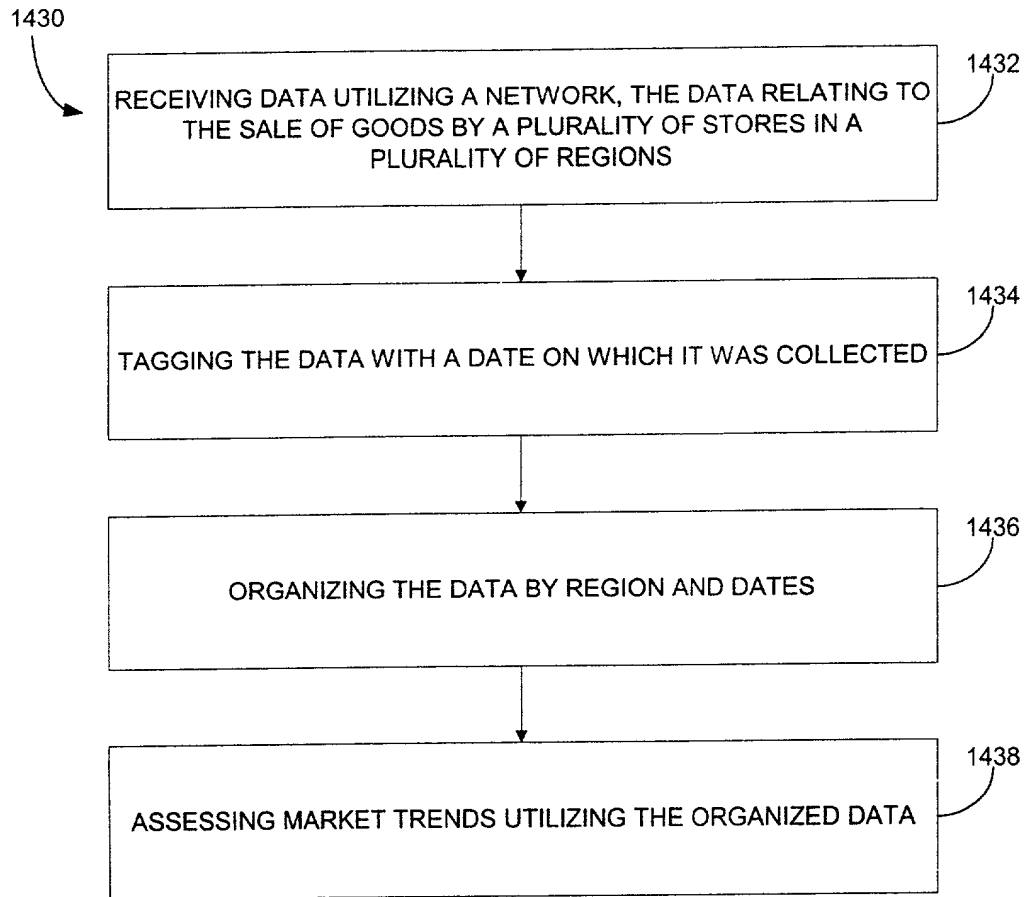 1430
1432
RECEIVING DATA UTILIZING A NETWORK, THE DATA RELATING TO
THE SALE OF GOODS BY A PLURALITY OF STORES IN A
PLURALITY OF REGIONS
1434
TAGGING THE DATA WITH A DATE ON WHICH IT WAS COLLECTED
1436
ORGANIZING THE DATA BY REGION AND DATES
1438
ASSESSING MARKET TRENDS UTILIZING THE ORGANIZED DATA